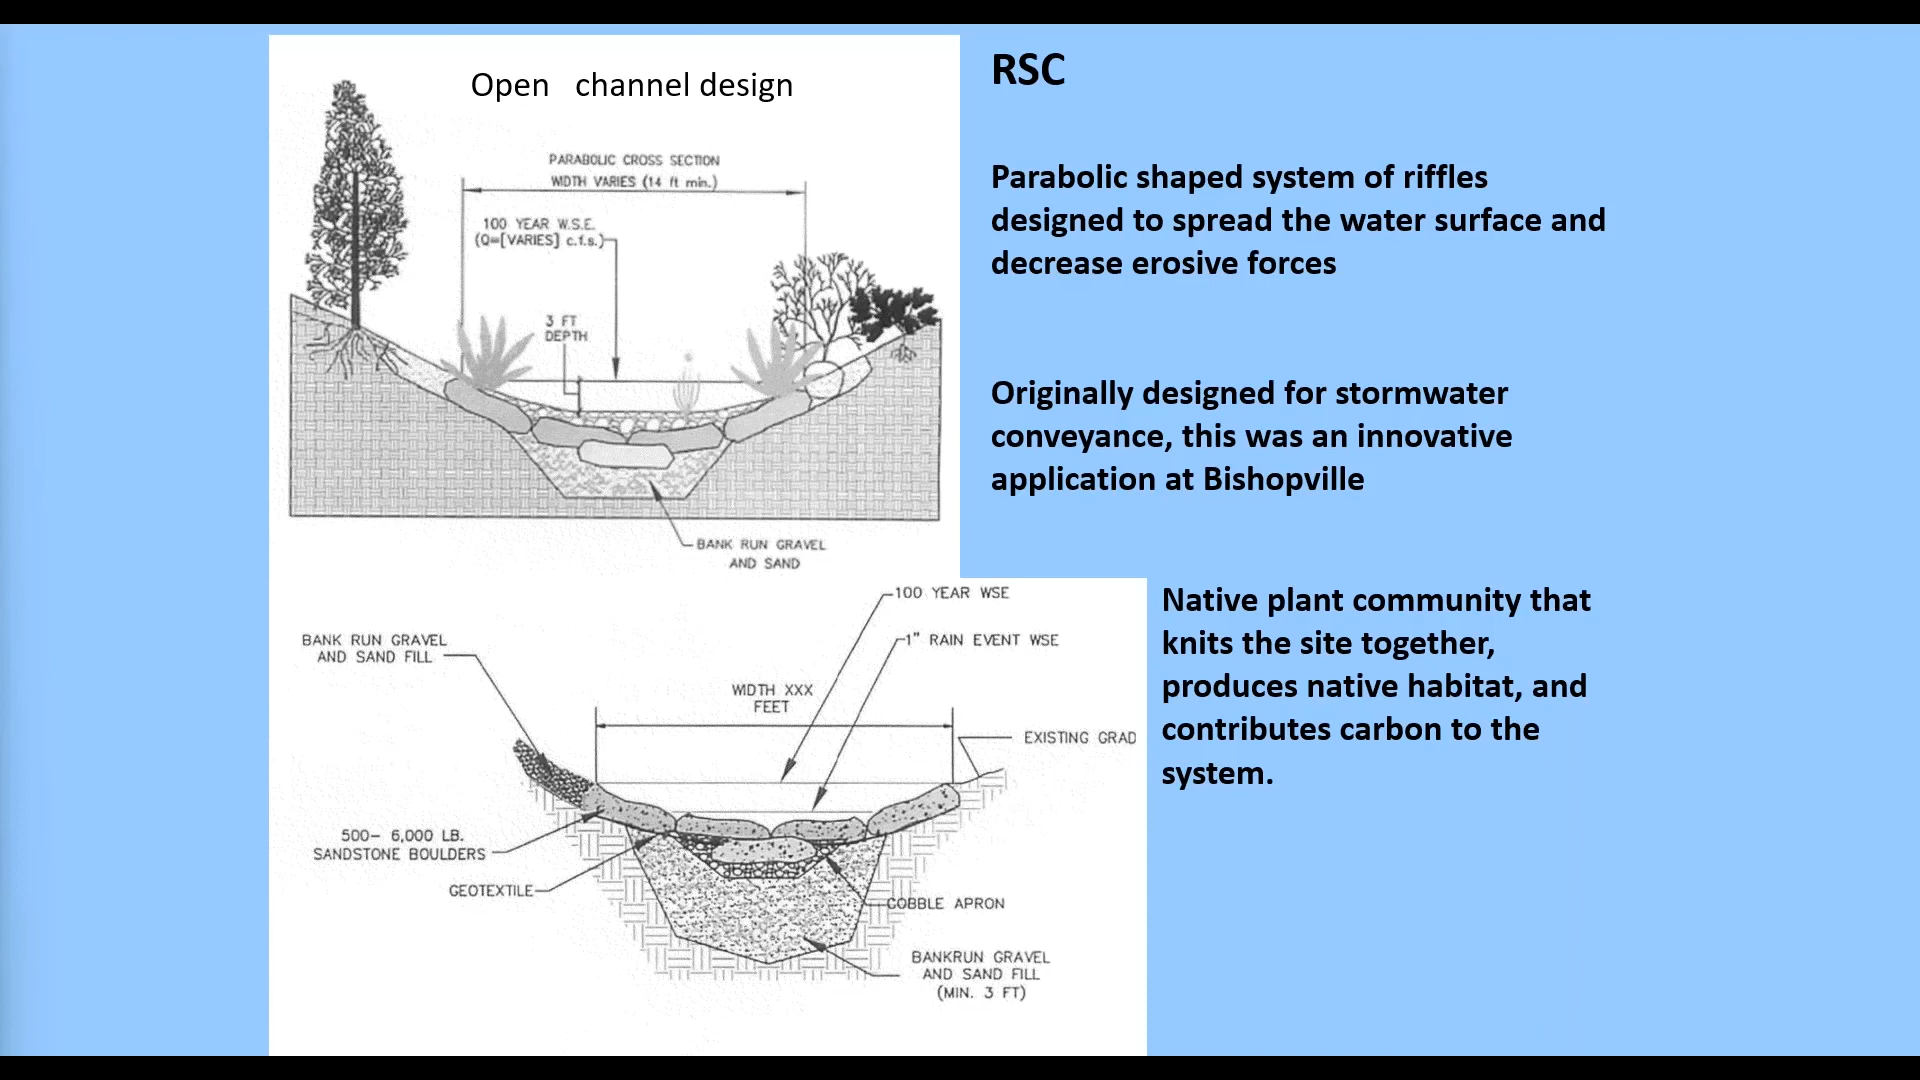 Open channel design
PARABOLIC CROSS SECTION
WIDTH VARIES (14 ft min.)
100 YEAR W.S.E.
(Q=[VARIES] c.f.s.)
3 FT
DEPTH
BANK RUN GRAVEL
AND SAND
RSC
Parabolic shaped system of riffles
designed to spread the water surface and
decrease erosive forces
Originally designed for stormwater
conveyance, this was an innovative
application at Bishopville
Native plant community that
knits the site together,
produces native habitat, and
contributes carbon to the
system.
100 YEAR WSE
1" RAIN EVENT WSE
BANK RUN GRAVEL
AND SAND FILL
WIDTH XXX
FEET
EXISTING GRAD
500- 6,000 LB.
SANDSTONE BOULDERS
GEOTEXTILE
COBBLE APRON
BANKRUN GRAVEL
AND SAND FILL
(MIN. 3 FT)